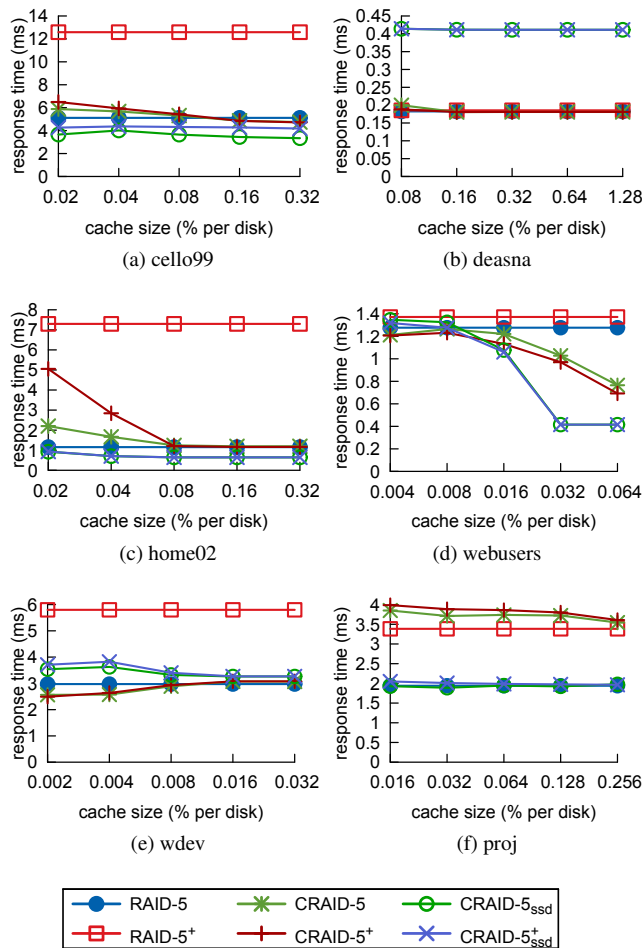 14
12
10
8
6
4
2
0
response time (ms)
0.02 0.04 0.08 0.16 0.32
cache size (% per disk)
(a) cello99
0.45
0.4
0.35
0.3
0.25
0.2
0.15
0.1
0.05
0
response time (ms)
0.08 0.16 0.32 0.64 1.28
cache size (% per disk)
(b) deasna
8
7
6
5
4
3
2
1
0
response time (ms)
0.02 0.04 0.08 0.16 0.32
cache size (% per disk)
(c) home02
1.4
1.2
1.0
0.8
0.6
0.4
0.2
0
response time (ms)
0.004 0.008 0.016 0.032 0.064
cache size (% per disk)
(d) webusers
6
5
4
3
2
1
0
response time (ms)
0.002 0.004 0.008 0.016 0.032
cache size (% per disk)
(e) wdev
4
3.5
3
2.5
2
1.5
1
0.5
0
response time (ms)
0.016 0.032 0.064 0.128 0.256
cache size (% per disk)
(f) proj
RAID-5 CRAID-5 CRAID-5ssd
RAID-5+ CRAID-5+ CRAID-5+ssd